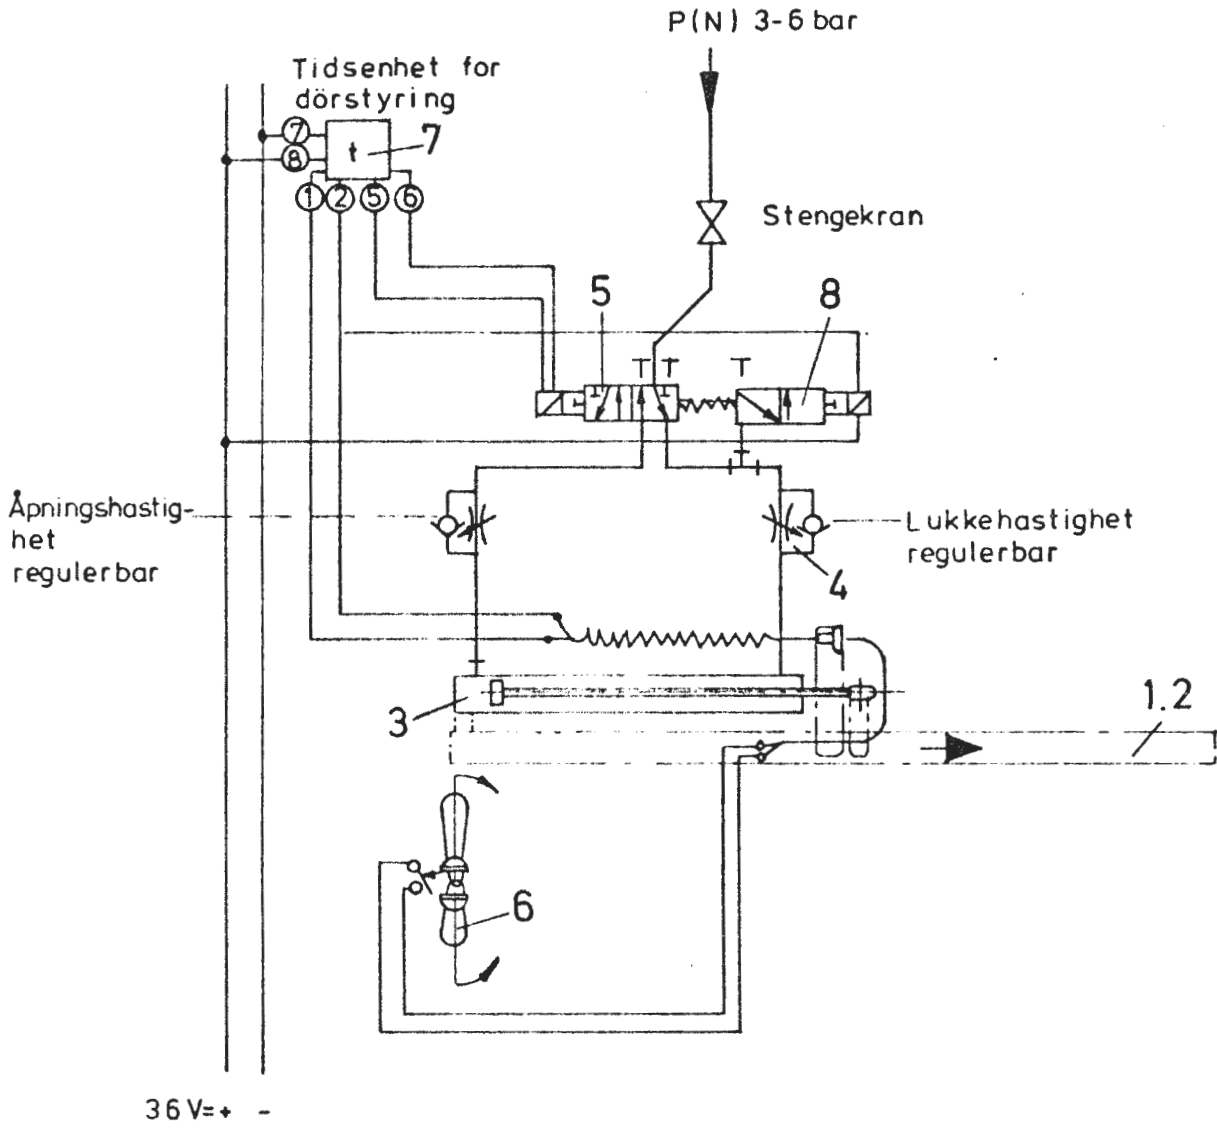 P(N) 3-6 bar
Tidsenhet for
dörstyring
7
8
t
7
1
2
5
6
Stengekran
5
8
Åpningshastig-
het
regulerbar
Lukkehastighet
regulerbar
4
3
1.2
6
36V=+ -